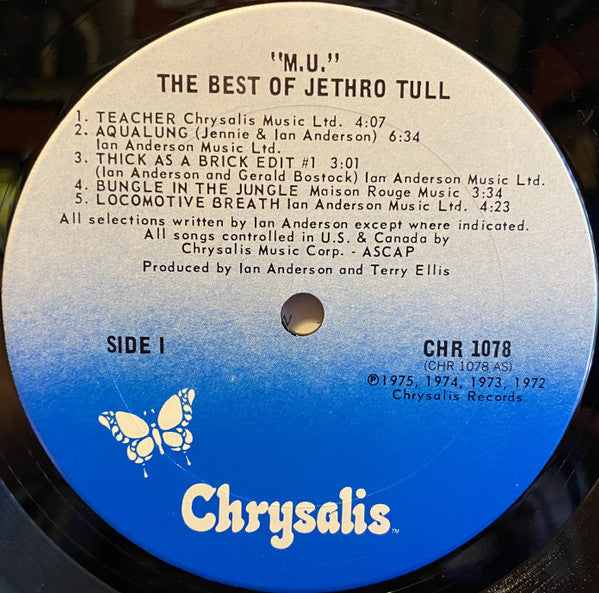 "M.U."
THE BEST OF JETHRO TULL
1. TEACHER Chrysalis Music Ltd. 4:07
2. AQUALUNG (Jennie & Ian Anderson) 6:34
Ian Anderson Music Ltd.
3. THICK AS A BRICK EDIT #1 3:01
(Ian Anderson and Gerald Bostock) Ian Anderson Music Ltd.
4. BUNGLE IN THE JUNGLE Maison Rouge Music 3:34
5. LOCOMOTIVE BREATH Ian Anderson Music Ltd. 4:23
All selections written by Ian Anderson except where indicated.
All songs controlled in U.S. & Canada by
Chrysalis Music Corp. - ASCAP
Produced by Ian Anderson and Terry Ellis
SIDE I
CHR 1078
(CHR 1078 AS)
℗1975, 1974, 1973, 1972
Chrysalis Records
Chrysalis™